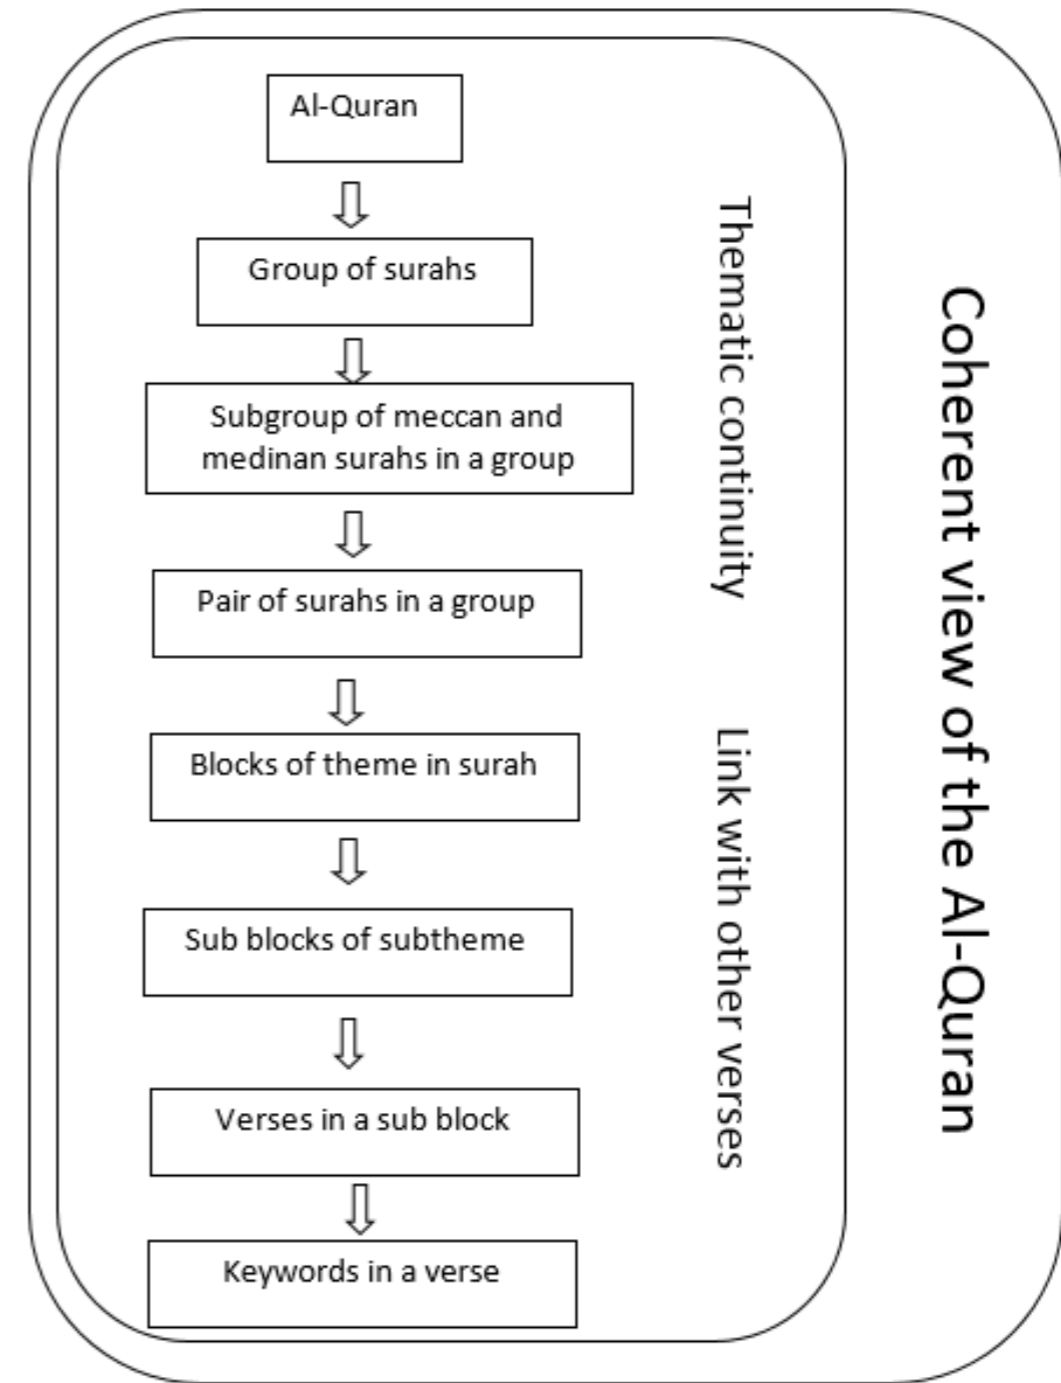 Al-Quran
Group of surahs
Subgroup of meccan and
medinan surahs in a group
Pair of surahs in a group
Blocks of theme in surah
Sub blocks of subtheme
Verses in a sub block
Keywords in a verse
Thematic continuity
Link with other verses
Coherent view of the Al-Quran